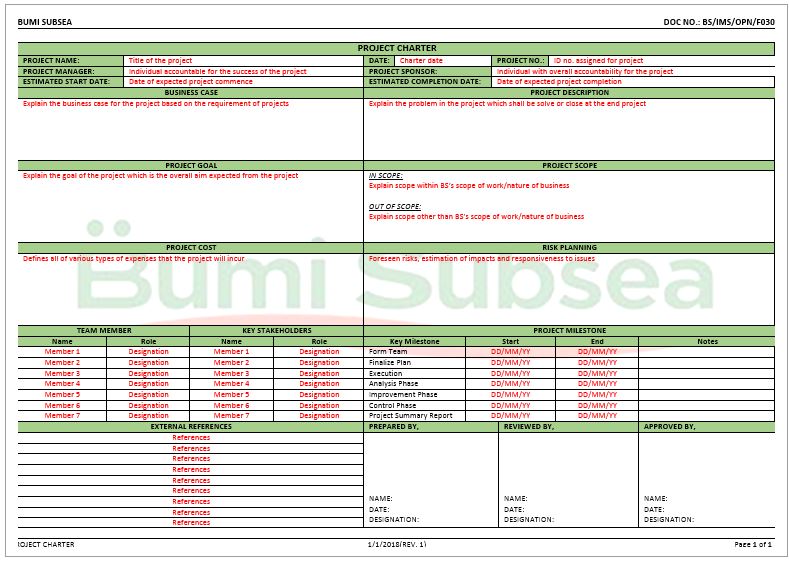 BUMI SUBSEA DOC NO.: BS/IMS/OPN/F030
PROJECT CHARTER
PROJECT NAME: Title of the project DATE: Charter date PROJECT NO.: ID no. assigned for project
PROJECT MANAGER: Individual accountable for the success of the project PROJECT SPONSOR: Individual with overall accountability for the project
ESTIMATED START DATE: Date of expected project commence ESTIMATED COMPLETION DATE: Date of expected project completion
BUSINESS CASE PROJECT DESCRIPTION
Explain the business case for the project based on the requirement of projects Explain the problem in the project which shall be solve or close at the end project
PROJECT GOAL PROJECT SCOPE
Explain the goal of the project which is the overall aim expected from the project IN SCOPE:
Explain scope within BS's scope of work/nature of business
OUT OF SCOPE:
Explain scope other than BS's scope of work/nature of business
PROJECT COST RISK PLANNING
Defines all of various types of expenses that the project will incur Foreseen risks, estimation of impacts and responsiveness to issues
Bumi Subsea
TEAM MEMBER KEY STAKEHOLDERS PROJECT MILESTONE
Name Role Name Role Key Milestone Start End Notes
Member 1 Designation Member 1 Designation Form Team DD/MM/YY DD/MM/YY
Member 2 Designation Member 2 Designation Finalize Plan DD/MM/YY DD/MM/YY
Member 3 Designation Member 3 Designation Execution DD/MM/YY DD/MM/YY
Member 4 Designation Member 4 Designation Analysis Phase DD/MM/YY DD/MM/YY
Member 5 Designation Member 5 Designation Improvement Phase DD/MM/YY DD/MM/YY
Member 6 Designation Member 6 Designation Control Phase DD/MM/YY DD/MM/YY
Member 7 Designation Member 7 Designation Project Summary Report DD/MM/YY DD/MM/YY
EXTERNAL REFERENCES PREPARED BY, REVIEWED BY, APPROVED BY,
References
References
References
References
References
References
References NAME: NAME: NAME:
References DATE: DATE: DATE:
References DESIGNATION: DESIGNATION: DESIGNATION:
ROJECT CHARTER 1/1/2018(REV. 1) Page 1 of 1